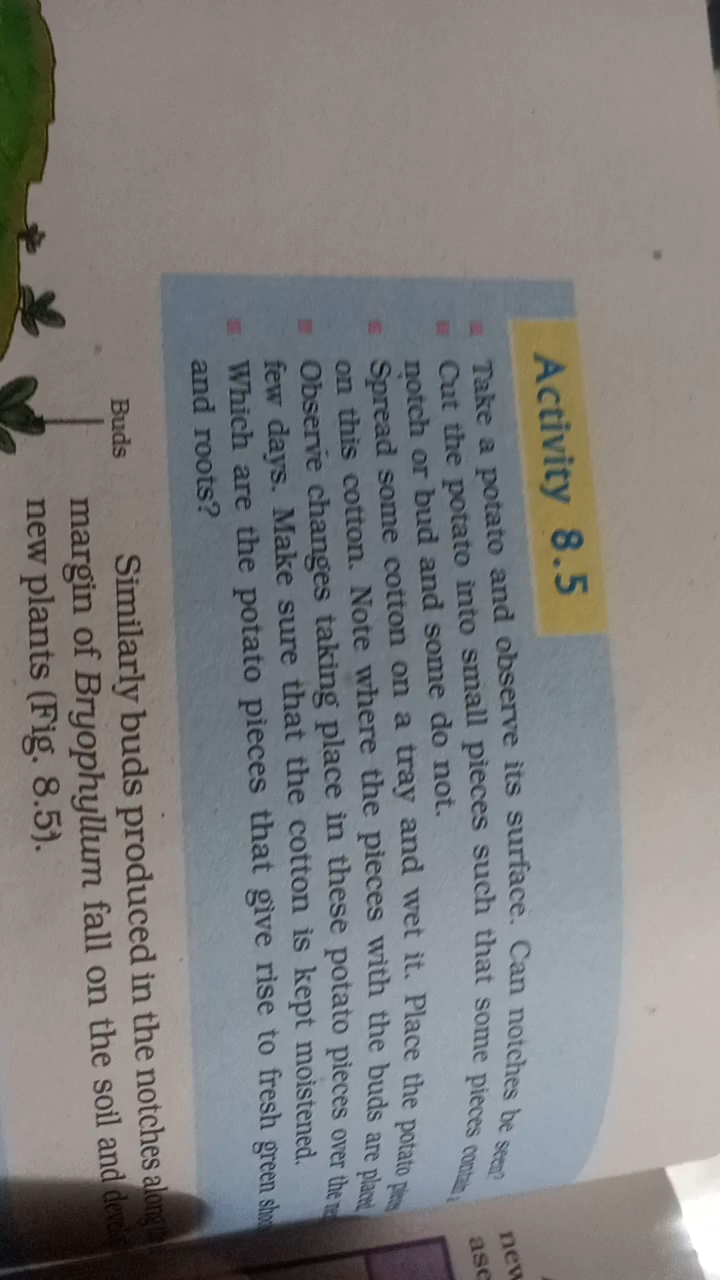 Activity 8.5
Take a potato and observe its surface. Can notches be seen?
Cut the potato into small pieces such that some pieces contain a
notch or bud and some do not.
Spread some cotton on a tray and wet it. Place the potato pieces
on this cotton. Note where the pieces with the buds are placed
Observe changes taking place in these potato pieces over the
few days. Make sure that the cotton is kept moistened.
Which are the potato pieces that give rise to fresh green
and roots?
Buds
Similarly buds produced in the notches along the
margin of Bryophyllum fall on the soil and
new plants (Fig. 8.5).
new